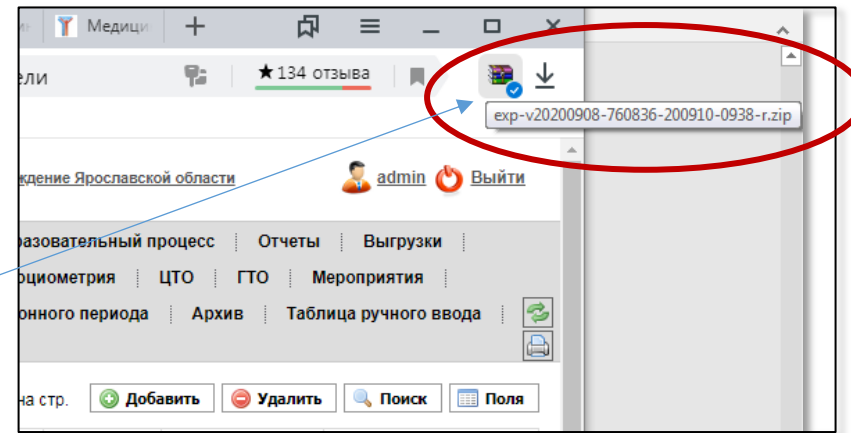 Медици
ели ★134 отзыва
exp-v20200908-760836-200910-0938-r.zip
ждение Ярославской области admin Выйти
разовательный процесс Отчеты Выгрузки
оциометрия ЦТО ГТО Мероприятия
онного периода Архив Таблица ручного ввода
на стр. Добавить Удалить Поиск Поля